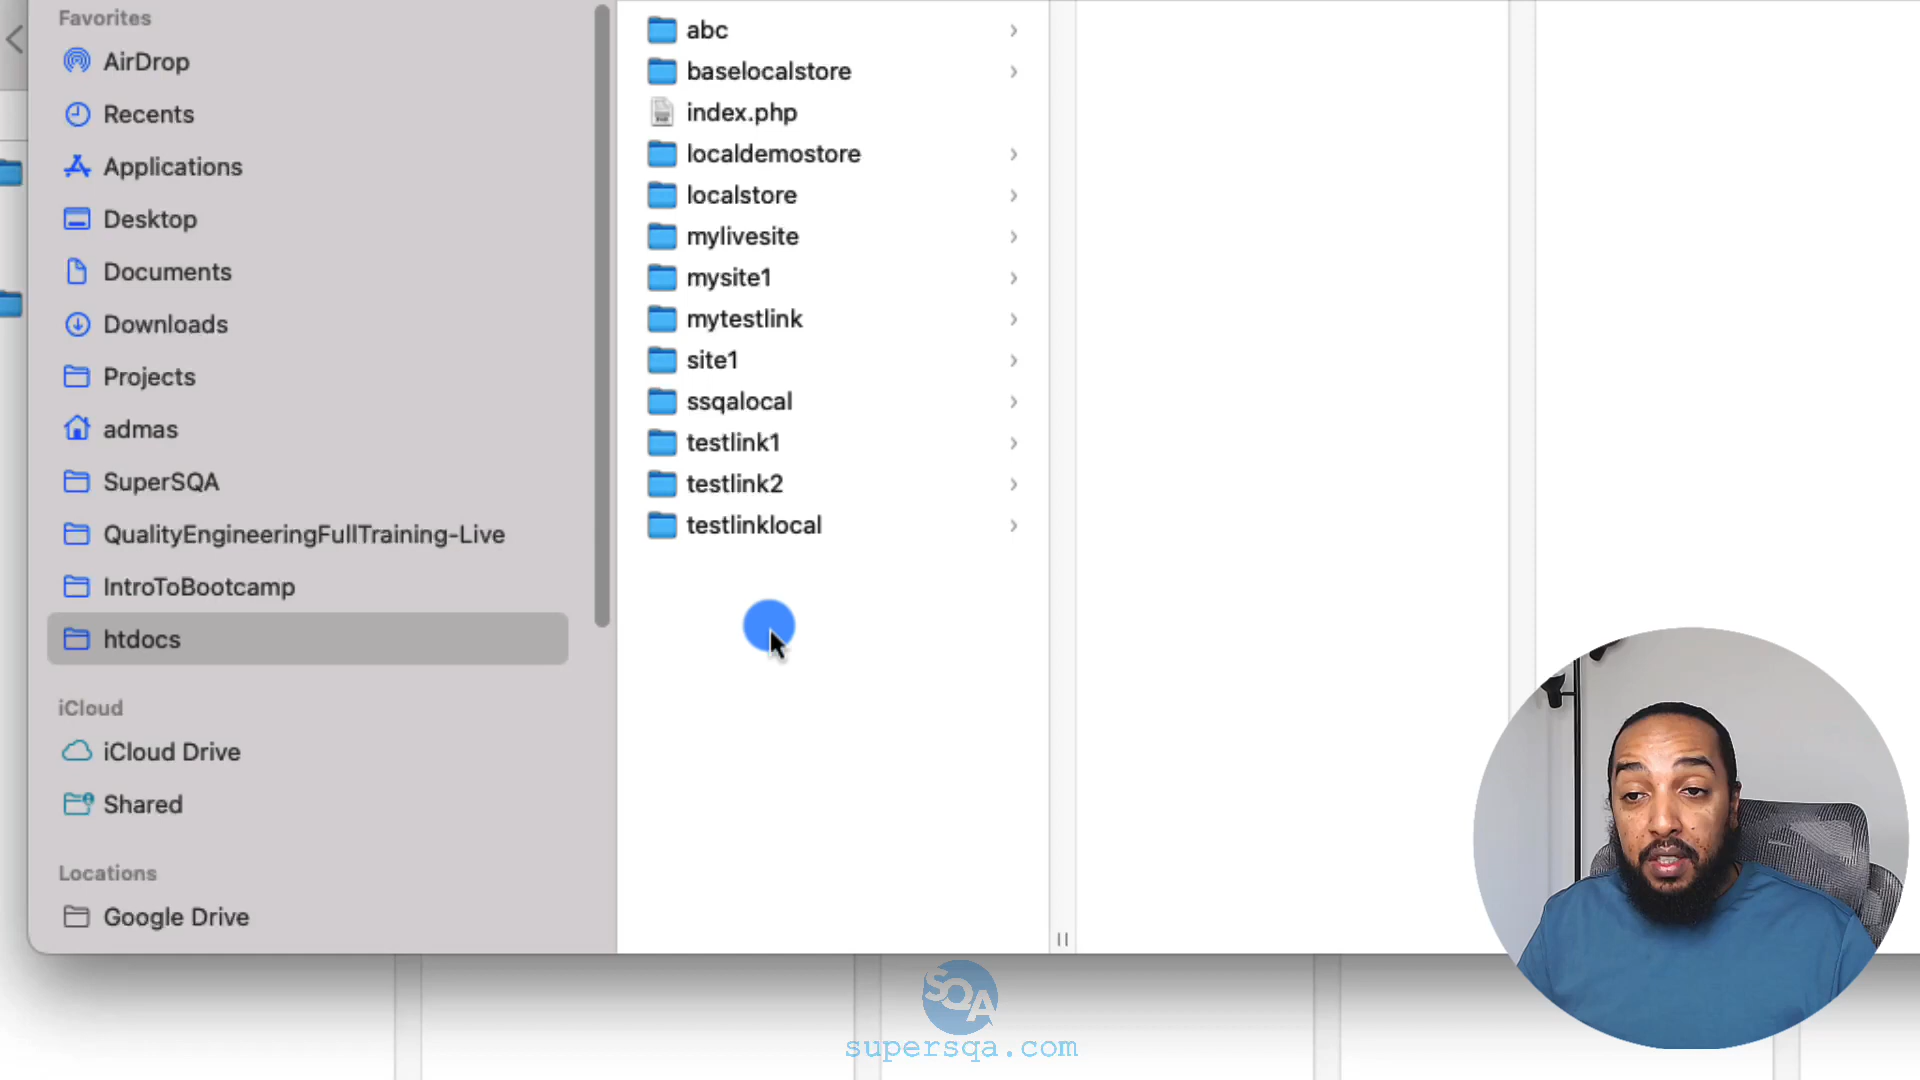 Favorites
AirDrop
Recents
Applications
Desktop
Documents
Downloads
Projects
admas
SuperSQA
QualityEngineeringFullTraining-Live
IntroToBootcamp
htdocs
iCloud
iCloud Drive
Shared
Locations
Google Drive
abc
baselocalstore
index.php
localdemostore
localstore
mylivesite
mysite1
mytestlink
site1
ssqalocal
testlink1
testlink2
testlinklocal
SQA
supersqa.com